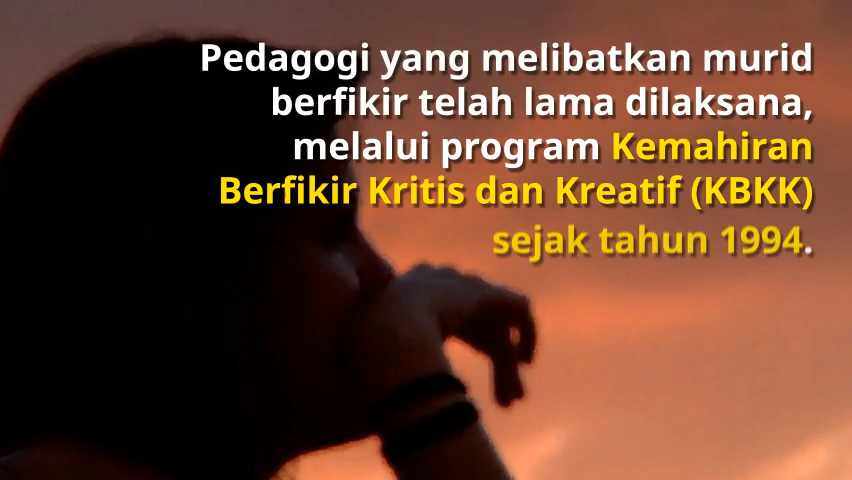 Pedagogi yang melibatkan murid
berfikir telah lama dilaksana,
melalui program Kemahiran
Berfikir Kritis dan Kreatif (KBKK)
sejak tahun 1994.